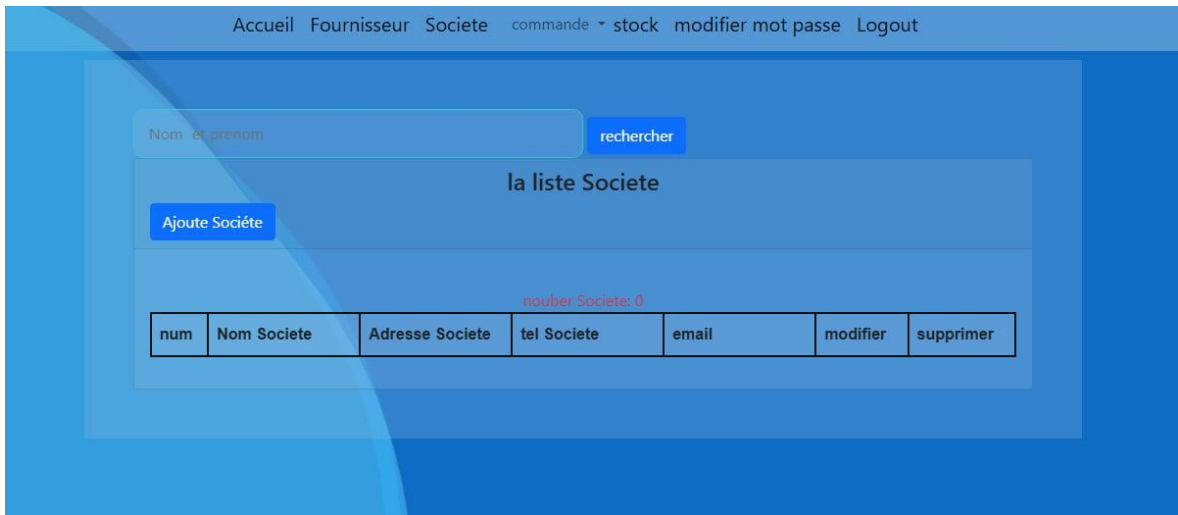 Accueil Fournisseur Societe commande stock modifier mot passe Logout
Nom et prenom
rechercher
la liste Societe
Ajoute Sociéte
nouber Societe: 0
num Nom Societe Adresse Societe tel Societe email modifier supprimer